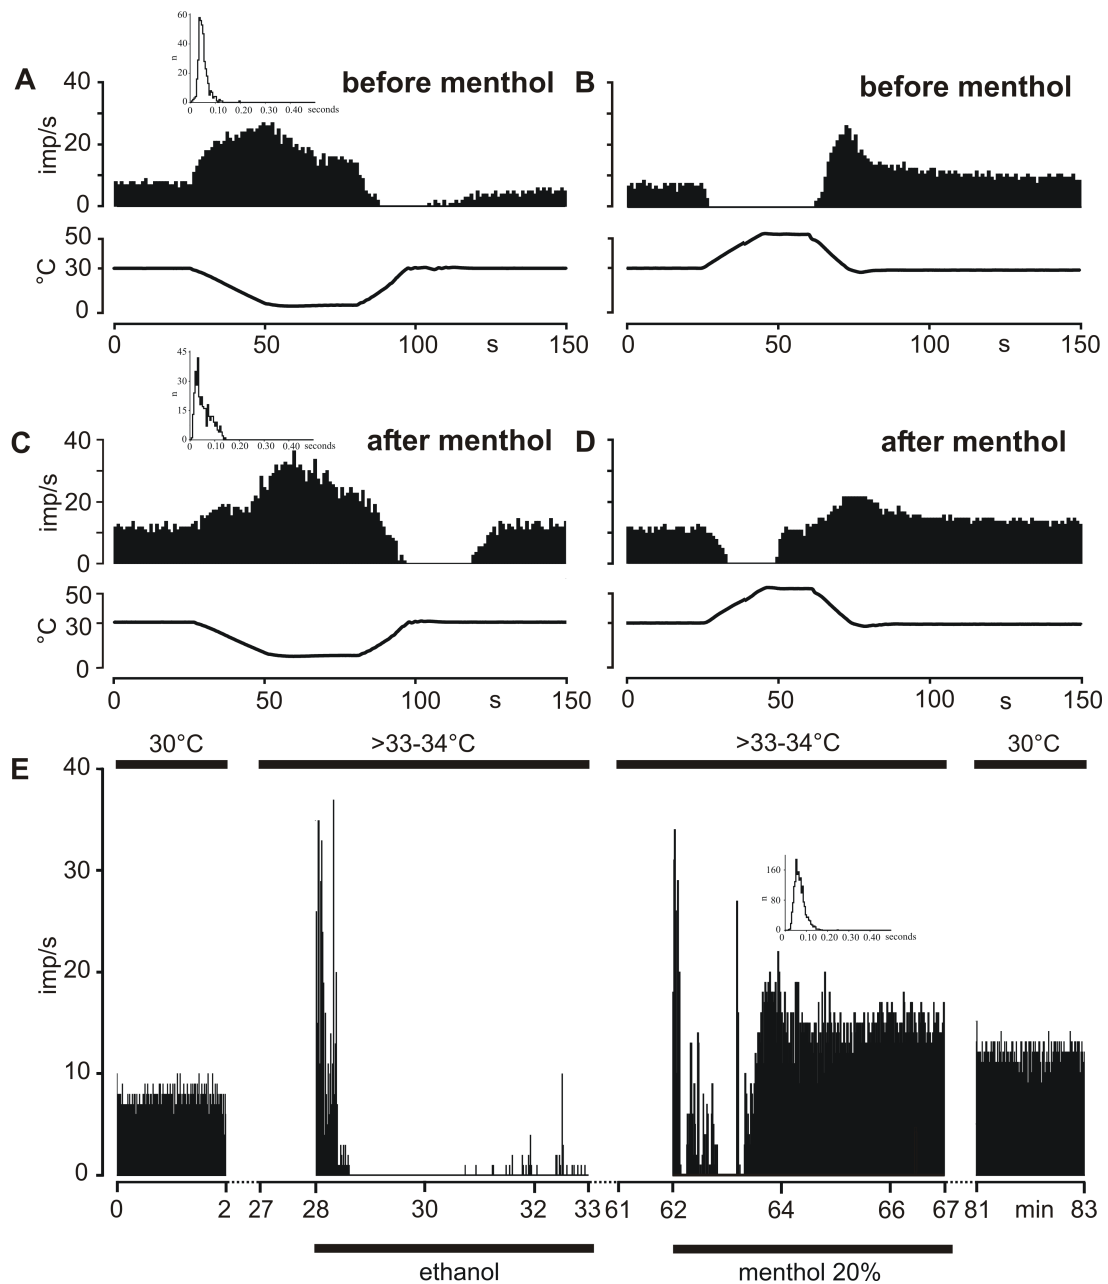 60
40
20
0
n
0 0.10 0.20 0.30 0.40 seconds
A before menthol
40
20
0
imp/s
50
30
0
°C
0 50 100 s 150
B before menthol
0 50 100 s 150
45
30
15
0
n
0 0.10 0.20 0.30 0.40 seconds
C after menthol
40
20
0
imp/s
50
30
0
°C
0 50 100 s 150
D after menthol
0 50 100 s 150
30°C >33-34°C >33-34°C 30°C
E
40
30
20
10
0
imp/s
160
80
0
n
0 0.10 0.20 0.30 0.40 seconds
0 2 27 28 30 32 33 61 62 64 66 67 81 min 83
ethanol menthol 20%